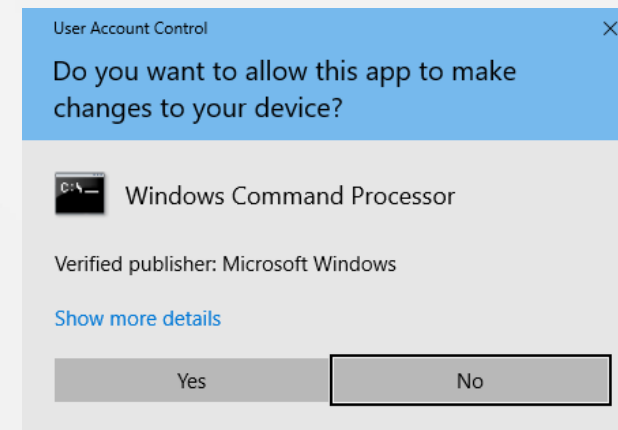 User Account Control
Do you want to allow this app to make
changes to your device?
C:\_
Windows Command Processor
Verified publisher: Microsoft Windows
Show more details
Yes
No